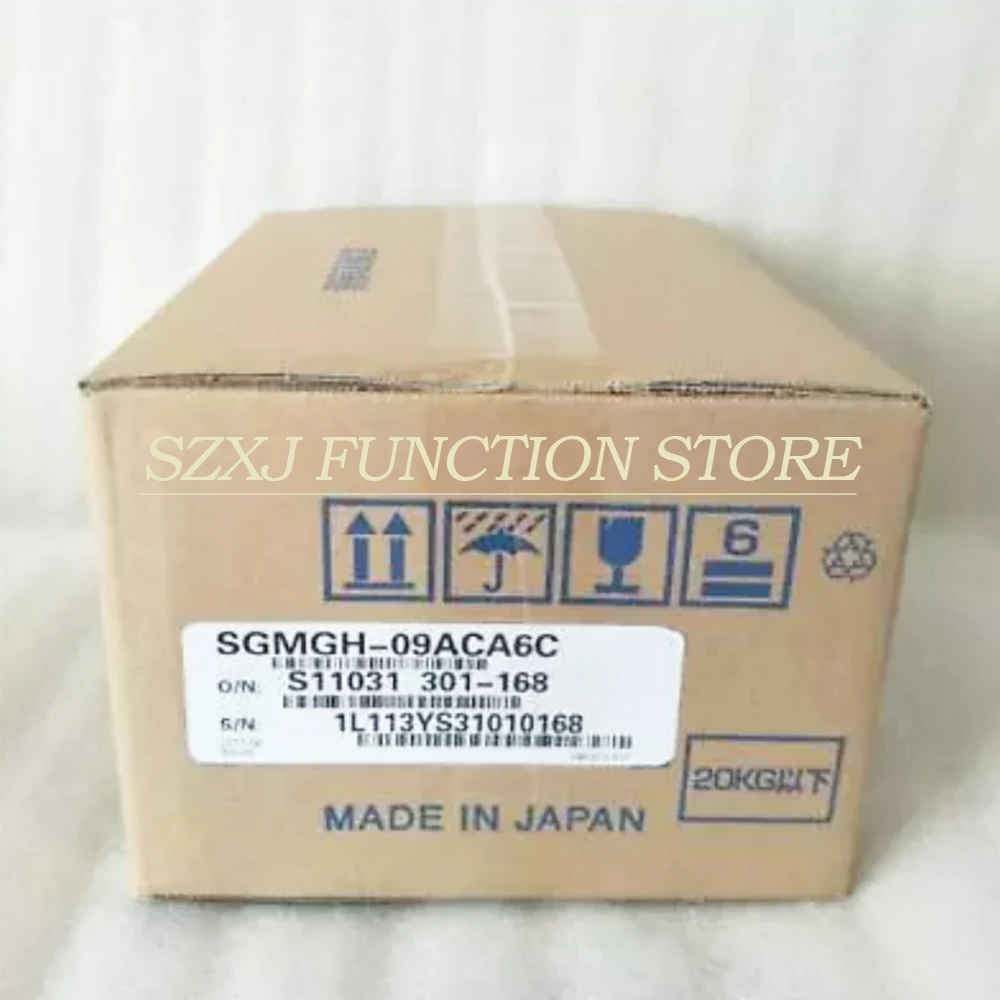 SZXJ FUNCTION STORE
6
SGMGH-09ACA6C
O/N: S11031 301-168
S/N: 1L113YS31010168
20KG以下
MADE IN JAPAN